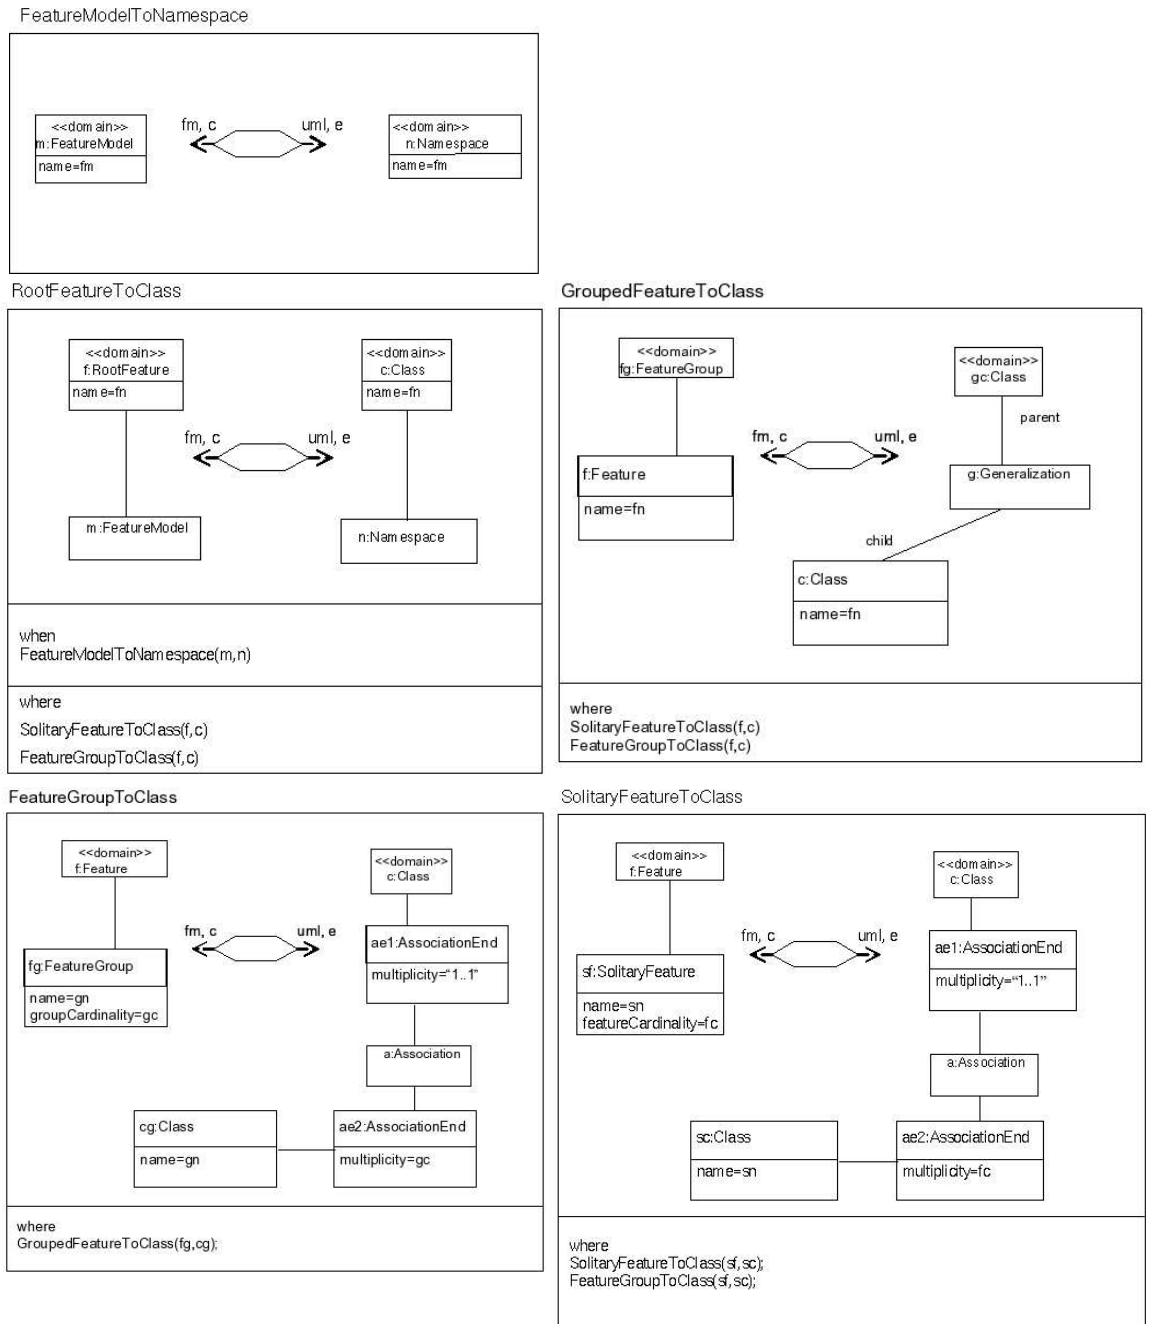 FeatureModelToNamespace
<<domain>>
m:FeatureModel
name=fm
fm, c
uml, e
<<domain>>
n:Namespace
name=fm
RootFeatureToClass
<<domain>>
f:RootFeature
name=fn
fm, c
uml, e
<<domain>>
c:Class
name=fn
m:FeatureModel
n:Namespace
when
FeatureModelToNamespace(m,n)
where
SolitaryFeatureToClass(f,c)
FeatureGroupToClass(f,c)
GroupedFeatureToClass
<<domain>>
fg:FeatureGroup
<<domain>>
gc:Class
parent
fm, c
uml, e
f:Feature
name=fn
g:Generalization
child
c:Class
name=fn
where
SolitaryFeatureToClass(f,c)
FeatureGroupToClass(f,c)
FeatureGroupToClass
<<domain>>
f:Feature
<<domain>>
c:Class
fm, c
uml, e
fg:FeatureGroup
name=gn
groupCardinality=gc
ae1:AssociationEnd
multiplicity="1..1"
a:Association
cg:Class
name=gn
ae2:AssociationEnd
multiplicity=gc
where
GroupedFeatureToClass(fg,cg);
SolitaryFeatureToClass
<<domain>>
f:Feature
<<domain>>
c:Class
fm, c
uml, e
sf:SolitaryFeature
name=sn
featureCardinality=fc
ae1:AssociationEnd
multiplicity=“1..1”
a:Association
sc:Class
name=sn
ae2:AssociationEnd
multiplicity=fc
where
SolitaryFeatureToClass(sf,sc);
FeatureGroupToClass(sf,sc);